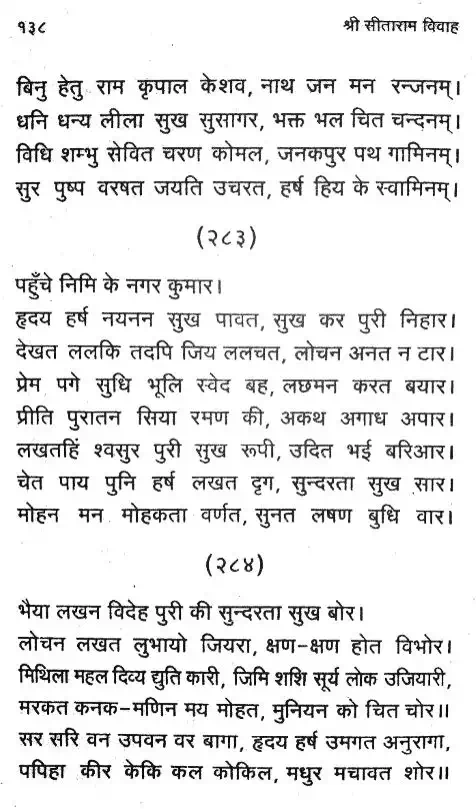 १३८ श्री सीताराम विवाह
बिनु हेतु राम कृपाल केशव, नाथ जन मन रन्जनम्।
धनि धन्य लीला सुख सुसागर, भक्त भल चित चन्दनम्।
विधि शम्भु सेवित चरण कोमल, जनकपुर पथ गामिनम्।
सुर पुष्प वरषत जयति उचरत, हर्ष हिय के स्वामिनम्।
(२८३)
पहुँचे निमि के नगर कुमार।
हृदय हर्ष नयनन सुख पावत, सुख कर पुरी निहार।
देखत ललकि तदपि जिय ललचत, लोचन अनत न टार।
प्रेम पगे सुधि भूलि स्वेद बह, लछमन करत बयार।
प्रीति पुरातन सिया रमण की, अकथ अगाध अपार।
लखतहिं श्वसुर पुरी सुख रूपी, उदित भई बरिआर।
चेत पाय पुनि हर्ष लखत दृग, सुन्दरता सुख सार।
मोहन मन मोहकता वर्णत, सुनत लषण बुधि वार।
(२८४)
भैया लखन विदेह पुरी की सुन्दरता सुख बोर।
लोचन लखत लुभायो जियरा, क्षण-क्षण होत विभोर।
मिथिला महल दिव्य द्युति कारी, जिमि शशि सूर्य लोक उजियारी,
मरकत कनक-मणिन मय मोहत, मुनियन को चित चोर॥
सर सरि वन उपवन वर बागा, हृदय हर्ष उमगत अनुरागा,
पपिहा कीर केकि कल कोकिल, मधुर मचावत शोर॥